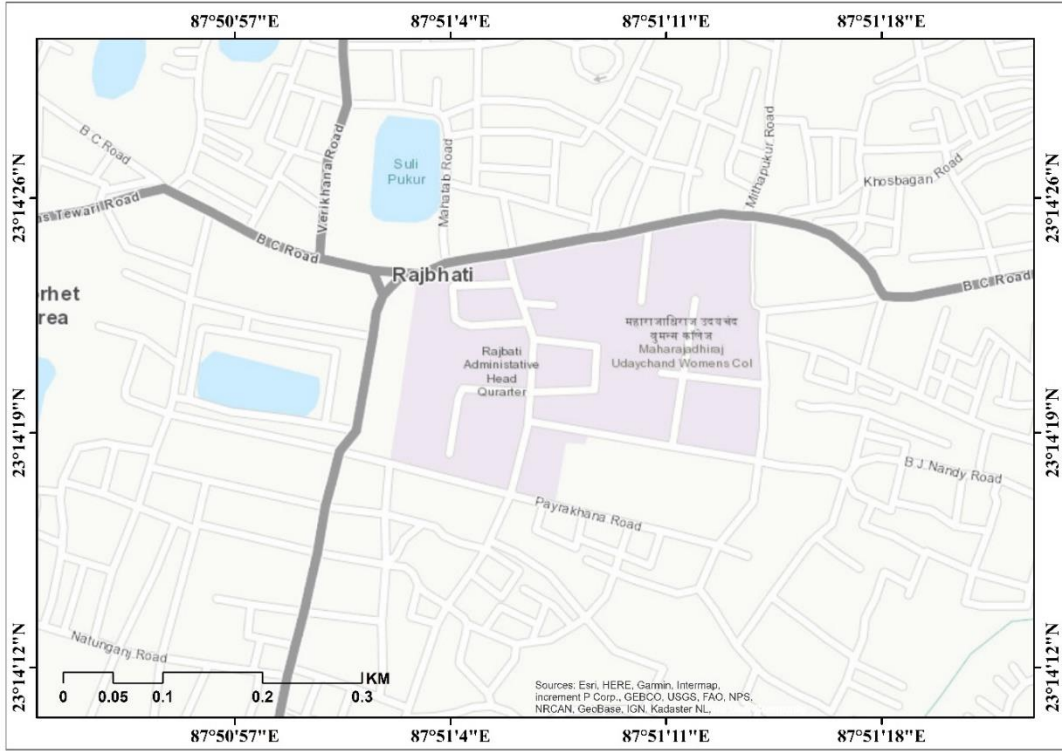 87°50'57"E
87°51'4"E
87°51'11"E
87°51'18"E
23°14'26"N
23°14'26"N
B C Road
Verikhana Road
Suli
Pukur
Mahatab Road
Mithapukur Road
Khosbagan Road
as Tewari Road
B C Road
Rajbhati
B C Road
rhet
rea
महाराजाधिराज उदयचंद
Maharajadhiraj
Udaychand Womens Col
Rajbati
Administative
Head
Qurarter
23°14'19"N
23°14'19"N
B.J.Nandy Road
Payrakhana Road
Natunganj Road
23°14'12"N
23°14'12"N
KM
0 0.05 0.1 0.2 0.3
Sources: Esri, HERE, Garmin, Intermap,
increment P Corp., GEBCO, USGS, FAO, NPS,
NRCAN, GeoBase, IGN, Kadaster NL,
87°50'57"E
87°51'4"E
87°51'11"E
87°51'18"E